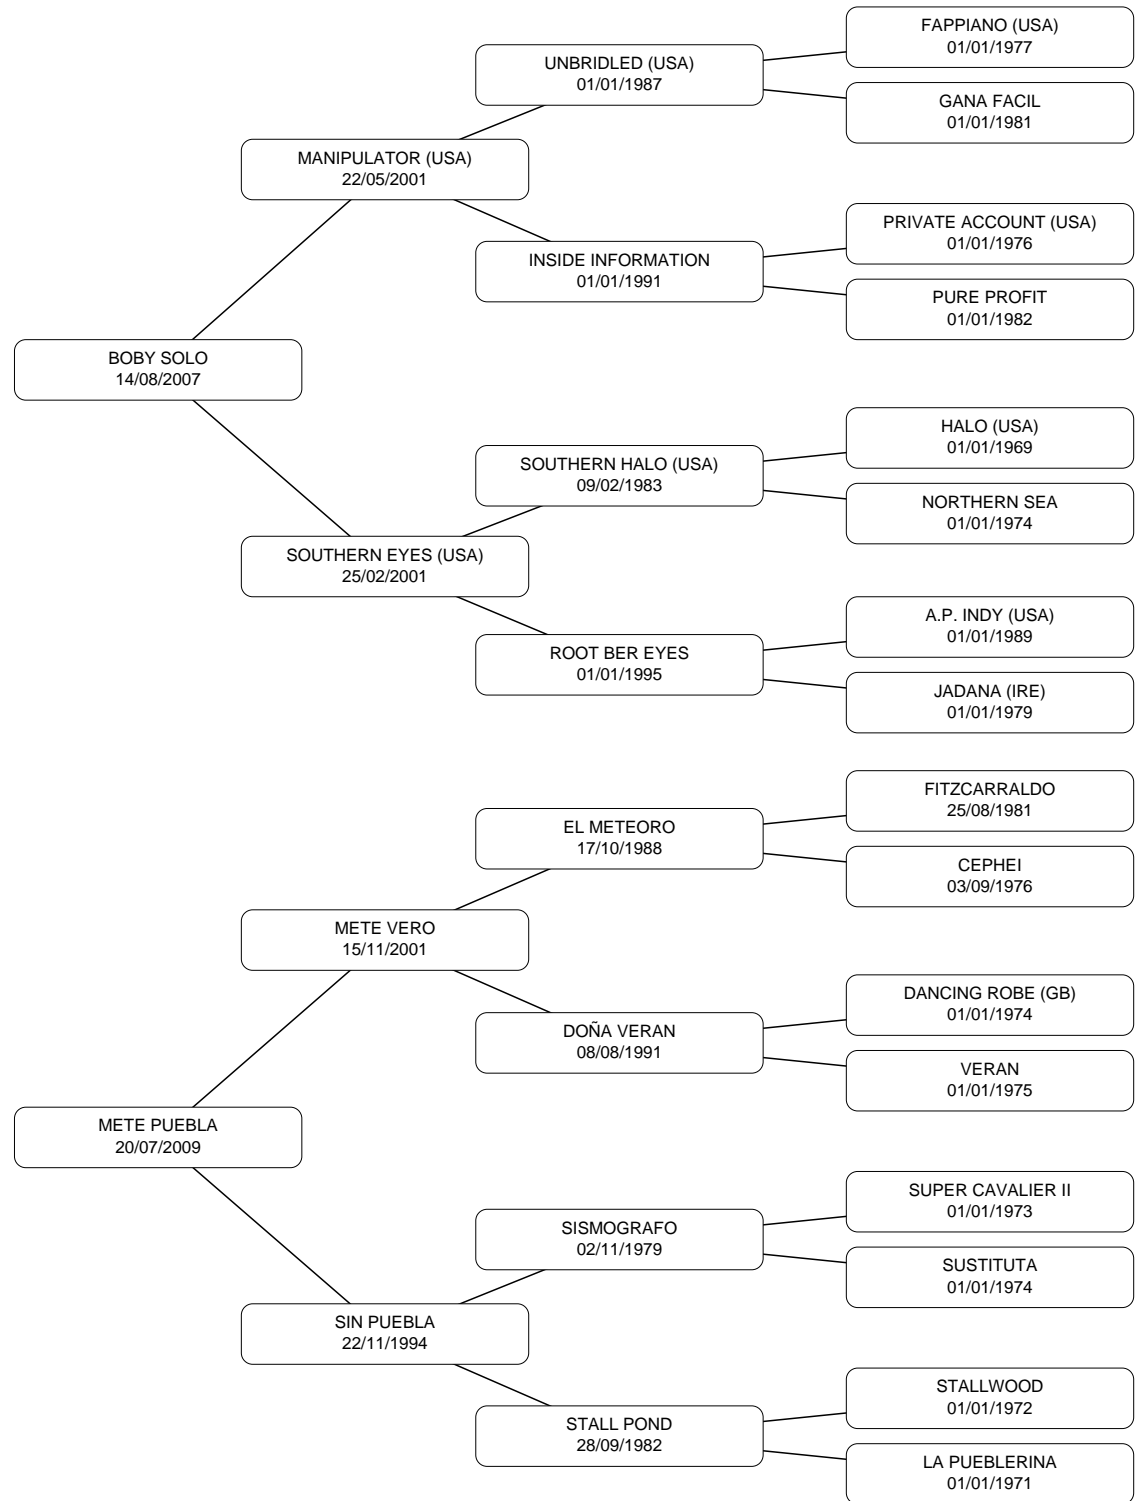 FAPPIANO (USA)
01/01/1977
UNBRIDLED (USA)
01/01/1987
GANA FACIL
01/01/1981
MANIPULATOR (USA)
22/05/2001
PRIVATE ACCOUNT (USA)
01/01/1976
INSIDE INFORMATION
01/01/1991
PURE PROFIT
01/01/1982
BOBY SOLO
14/08/2007
HALO (USA)
01/01/1969
SOUTHERN HALO (USA)
09/02/1983
NORTHERN SEA
01/01/1974
SOUTHERN EYES (USA)
25/02/2001
A.P. INDY (USA)
01/01/1989
ROOT BER EYES
01/01/1995
JADANA (IRE)
01/01/1979
FITZCARRALDO
25/08/1981
EL METEORO
17/10/1988
CEPHEI
03/09/1976
METE VERO
15/11/2001
DANCING ROBE (GB)
01/01/1974
DOÑA VERAN
08/08/1991
VERAN
01/01/1975
METE PUEBLA
20/07/2009
SUPER CAVALIER II
01/01/1973
SISMOGRAFO
02/11/1979
SUSTITUTA
01/01/1974
SIN PUEBLA
22/11/1994
STALLWOOD
01/01/1972
STALL POND
28/09/1982
LA PUEBLERINA
01/01/1971